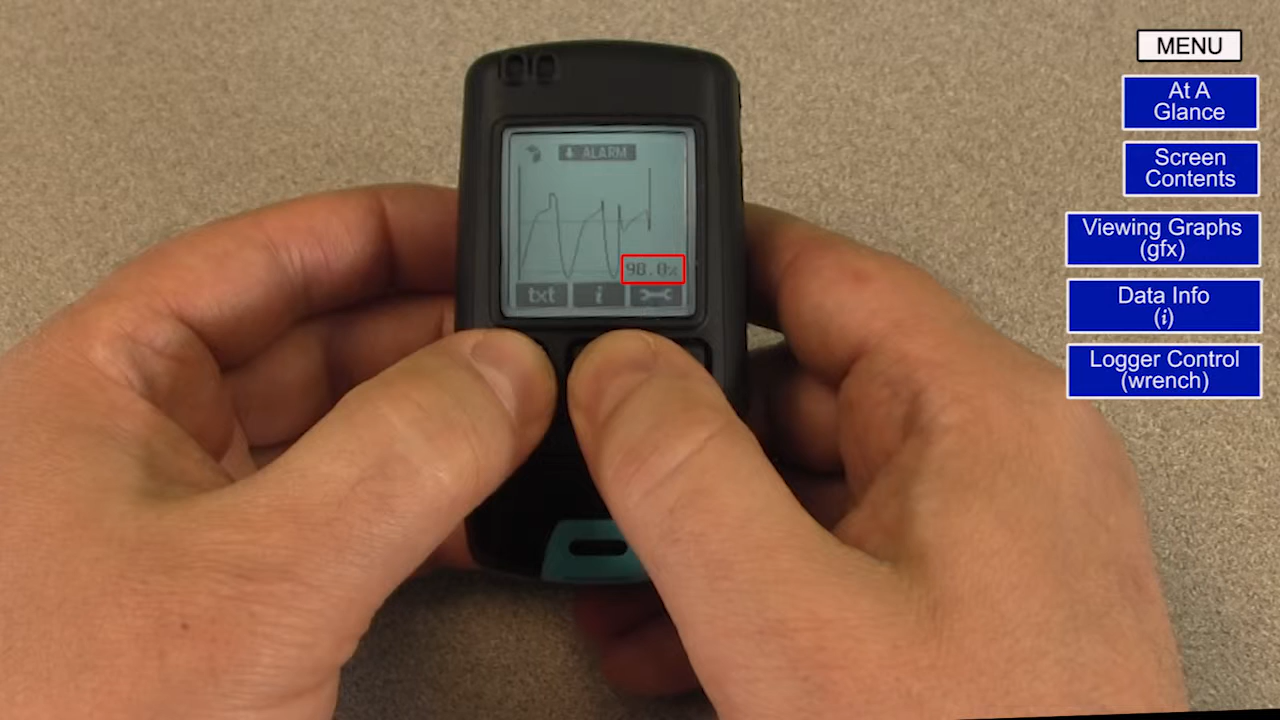 MENU
At A
Glance
Screen
Contents
Viewing Graphs
(gfx)
Data Info
(i)
Logger Control
(wrench)
ALARM
98.0%
txt
i